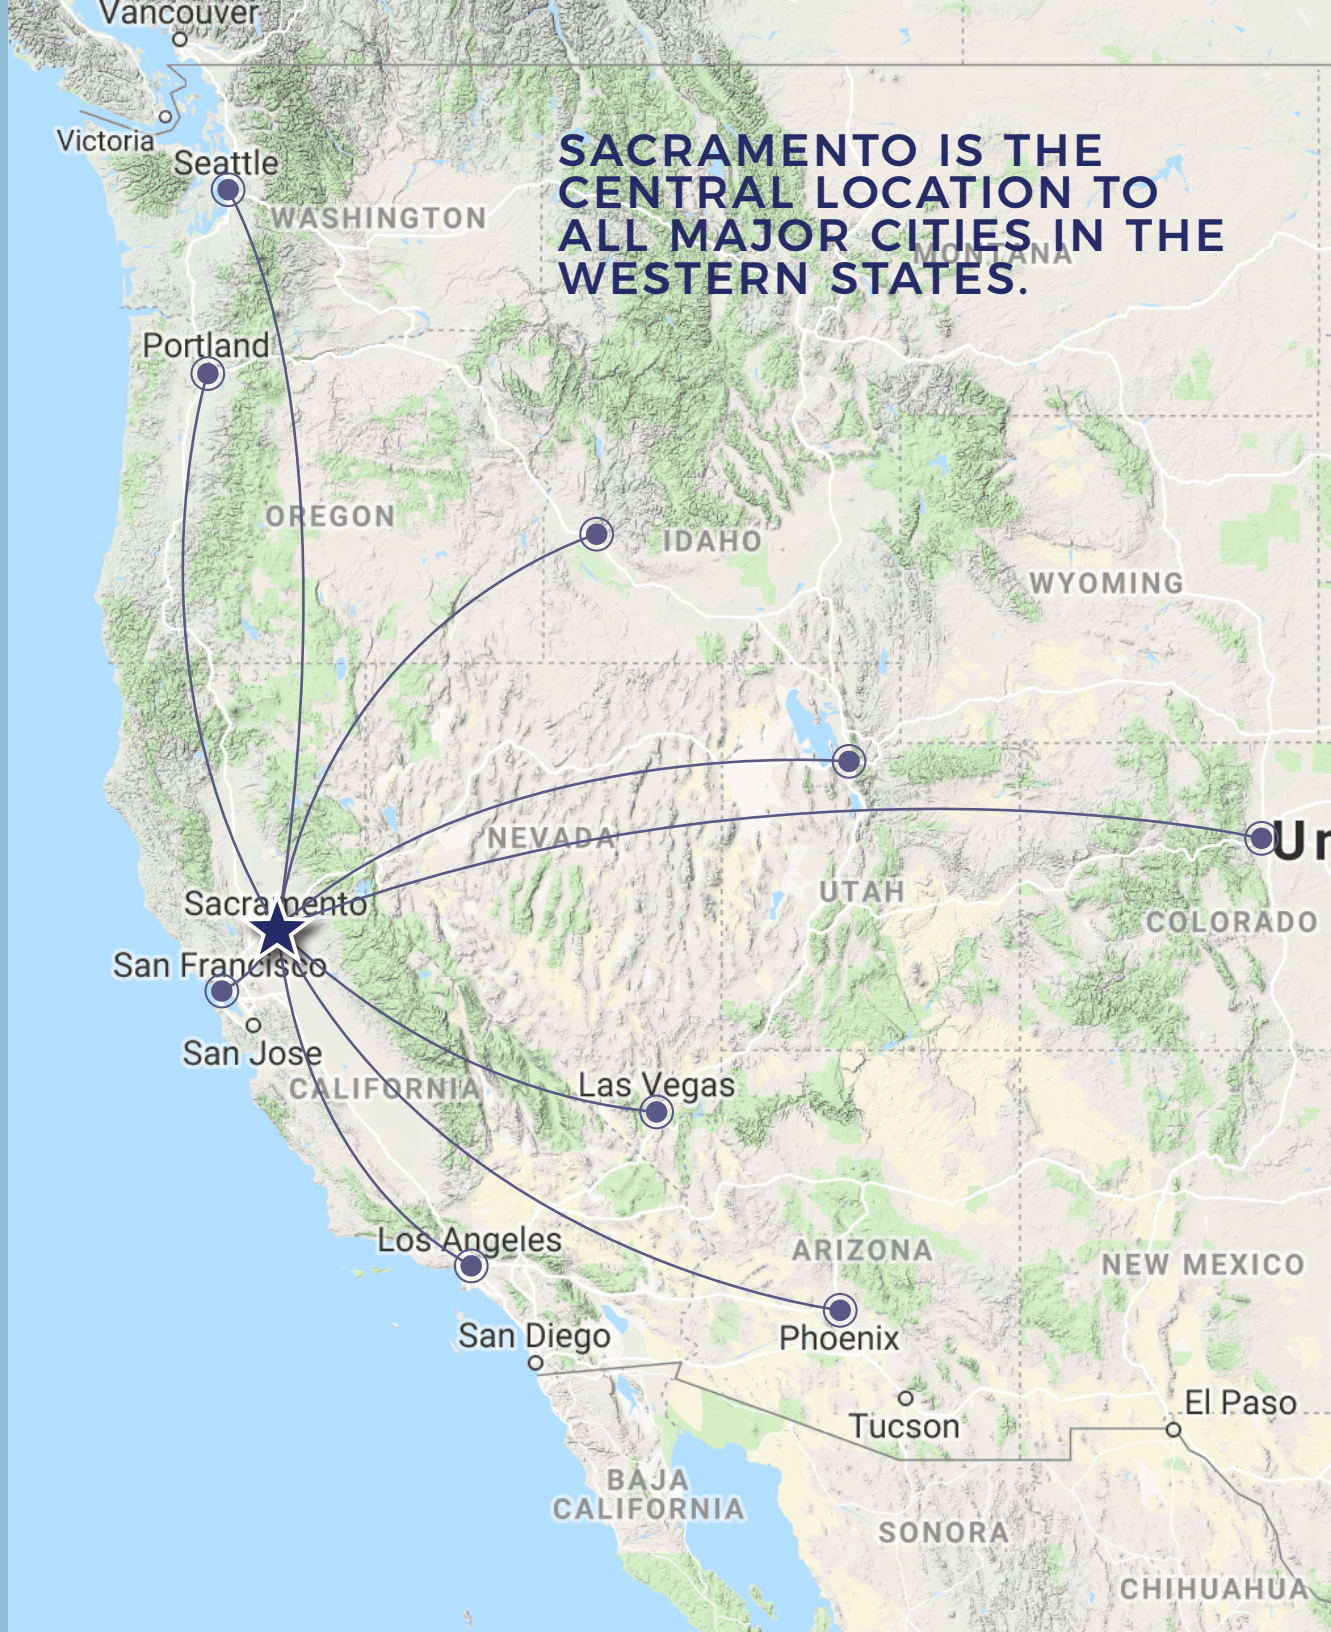 Vancouver
Victoria
Seattle
SACRAMENTO IS THE
CENTRAL LOCATION TO
ALL MAJOR CITIES IN THE
WESTERN STATES.
WASHINGTON
MONTANA
Portland
OREGON
IDAHO
WYOMING
NEVADA
Un
UTAH
COLORADO
Sacramento
San Francisco
San Jose
CALIFORNIA
Las Vegas
Los Angeles
ARIZONA
NEW MEXICO
San Diego
Phoenix
El Paso
Tucson
BAJA
CALIFORNIA
SONORA
CHIHUAHUA